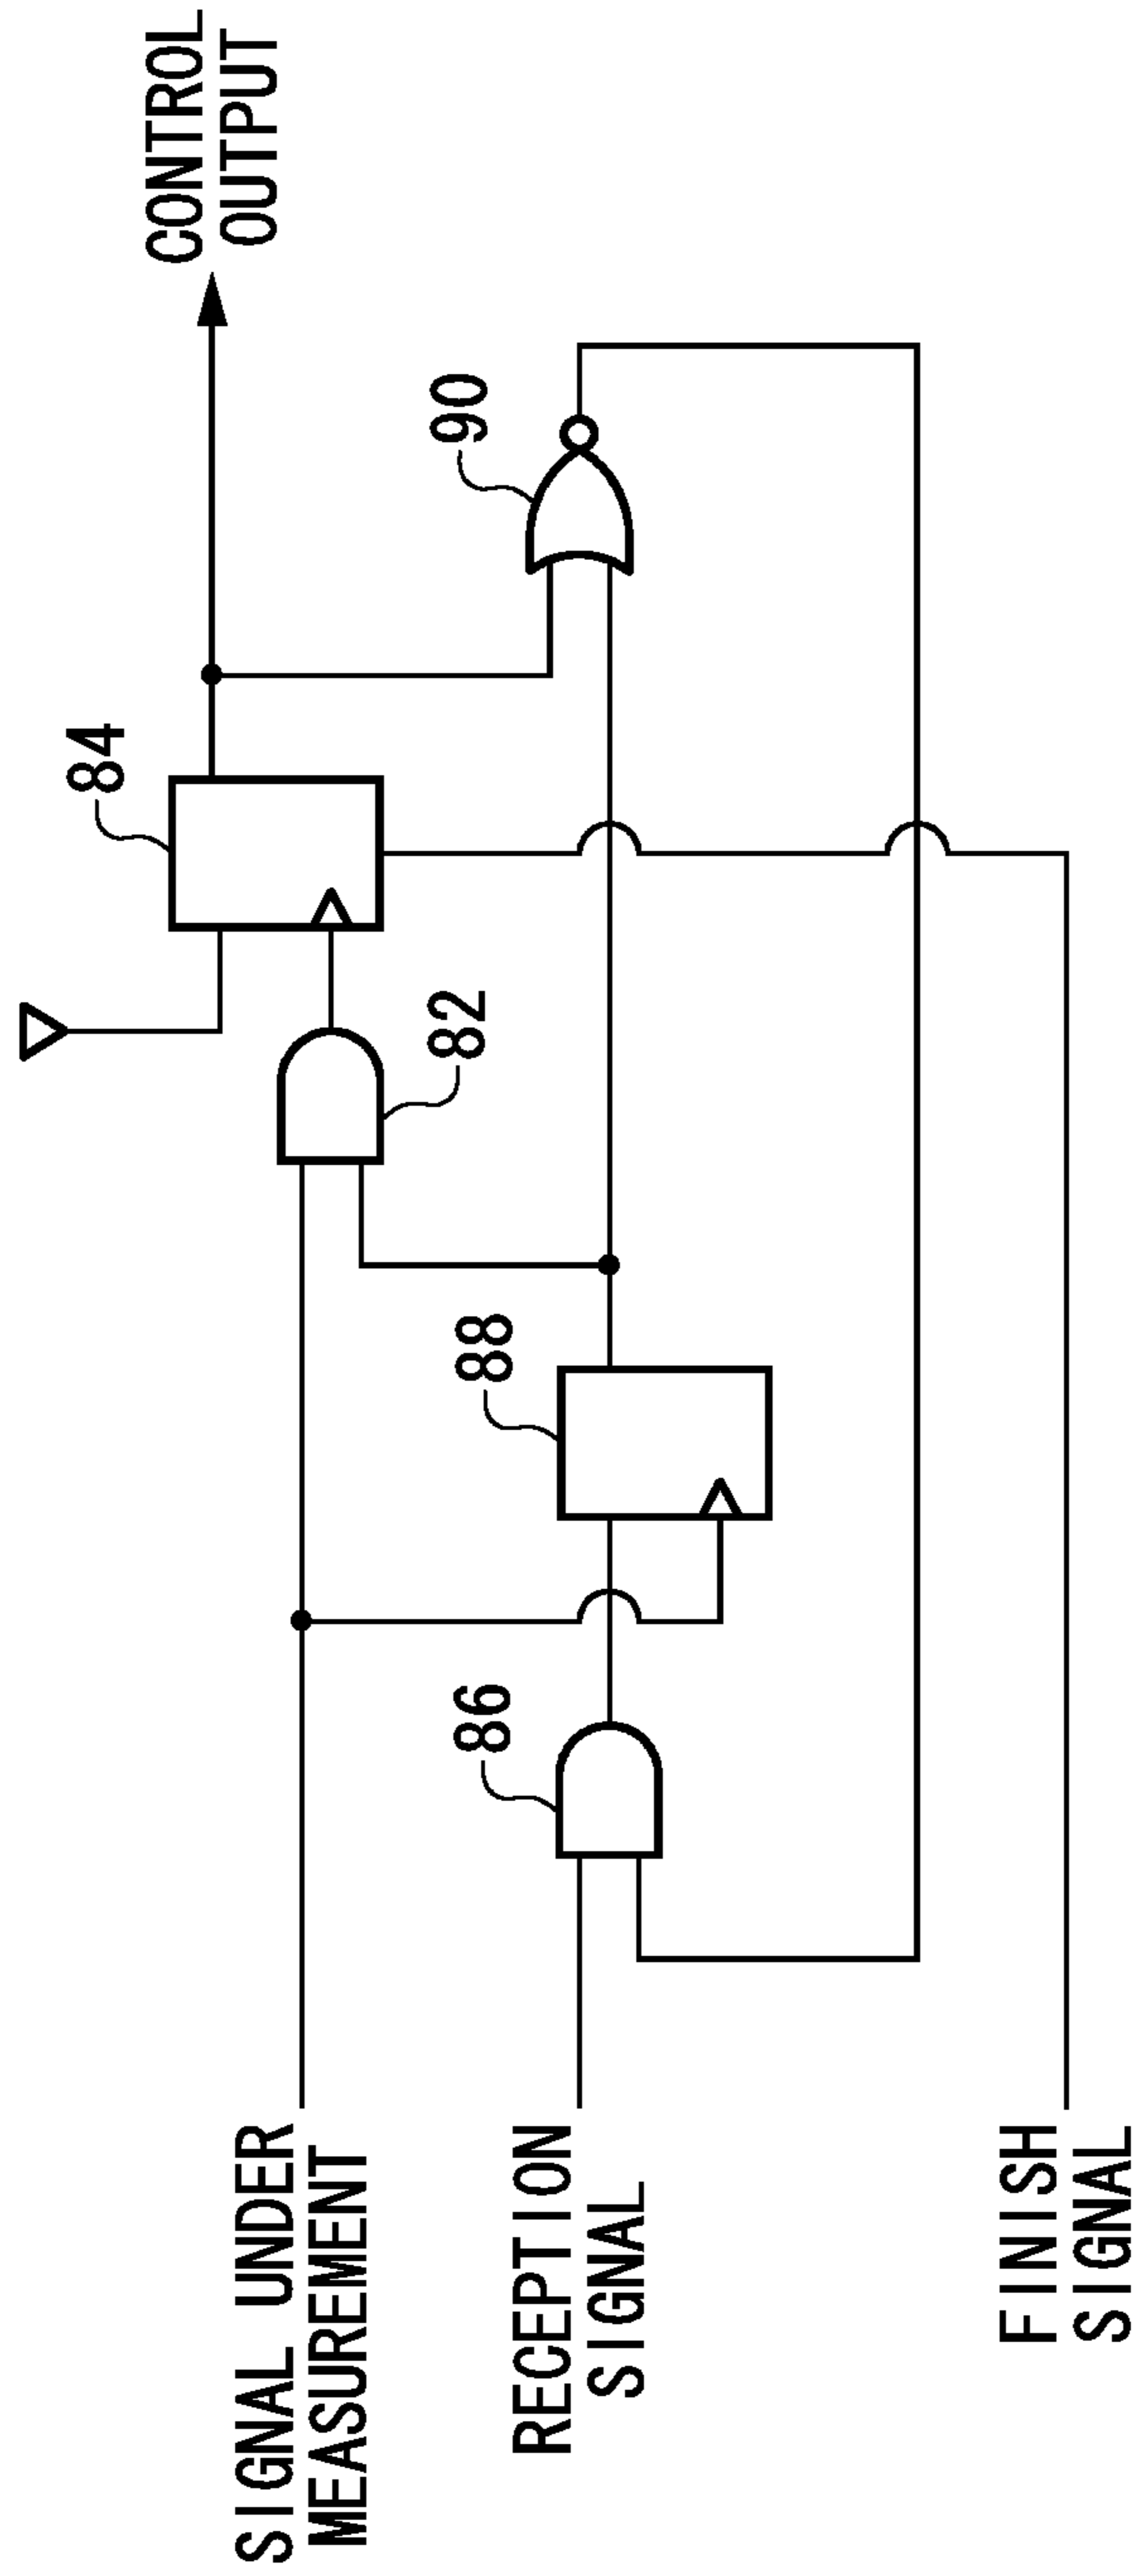 CONTROL
OUTPUT
84
90
82
88
86
SIGNAL UNDER
MEASUREMENT
RECEPTION
SIGNAL
FINISH
SIGNAL